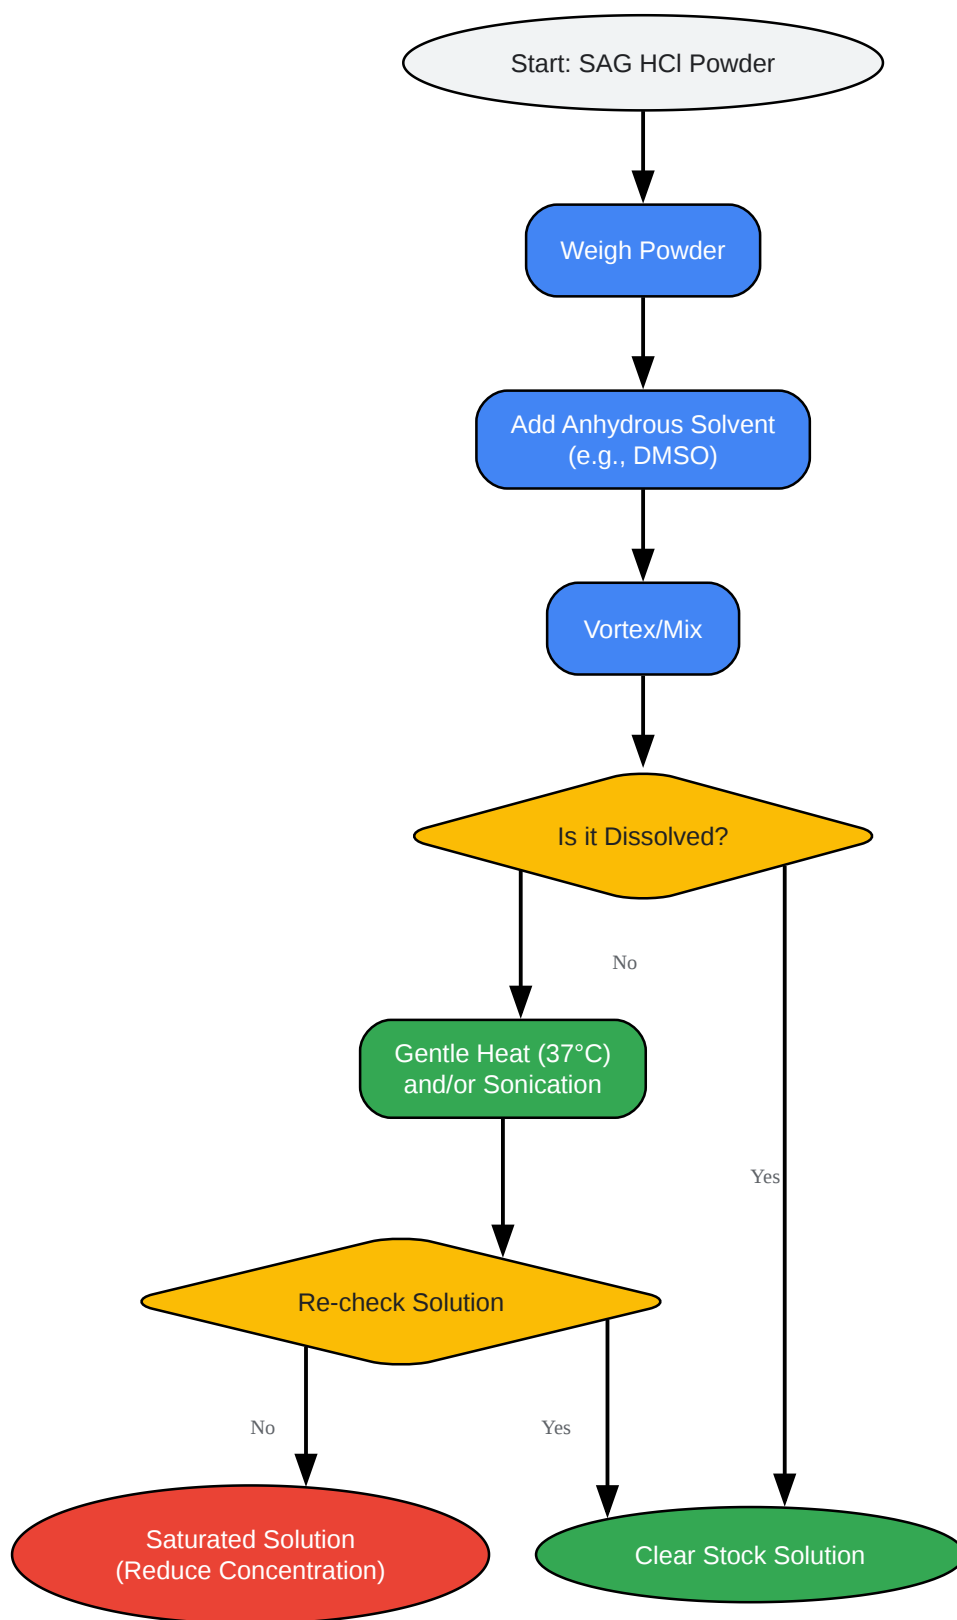 Start: SAG HCl Powder
Weigh Powder
Add Anhydrous Solvent
(e.g., DMSO)
Vortex/Mix
Is it Dissolved?
No
Gentle Heat (37°C)
and/or Sonication
Yes
Re-check Solution
No
Yes
Saturated Solution
(Reduce Concentration)
Clear Stock Solution